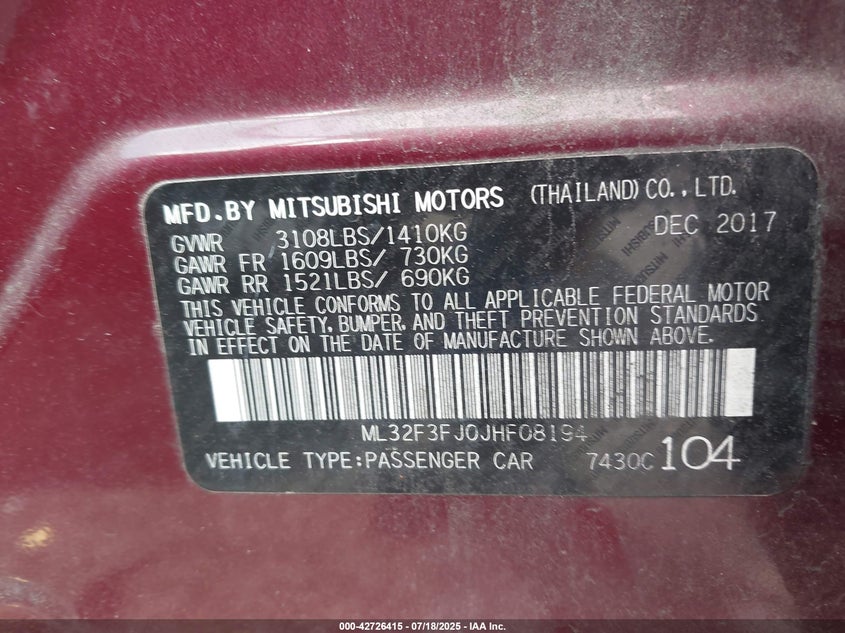 MFD.BY MITSUBISHI MOTORS (THAILAND) CO.,LTD.
GVWR 3108LBS/1410KG DEC 2017
GAWR FR 1609LBS/ 730KG
GAWR RR 1521LBS/ 690KG
THIS VEHICLE CONFORMS TO ALL APPLICABLE FEDERAL MOTOR
VEHICLE SAFETY, BUMPER, AND THEFT PREVENTION STANDARDS
IN EFFECT ON THE DATE OF MANUFACTURE SHOWN ABOVE.
ML32F3FJ0JHF08194
VEHICLE TYPE:PASSENGER CAR 7430C 104
000-42726415 / 07/18/2025 - IAA Inc.